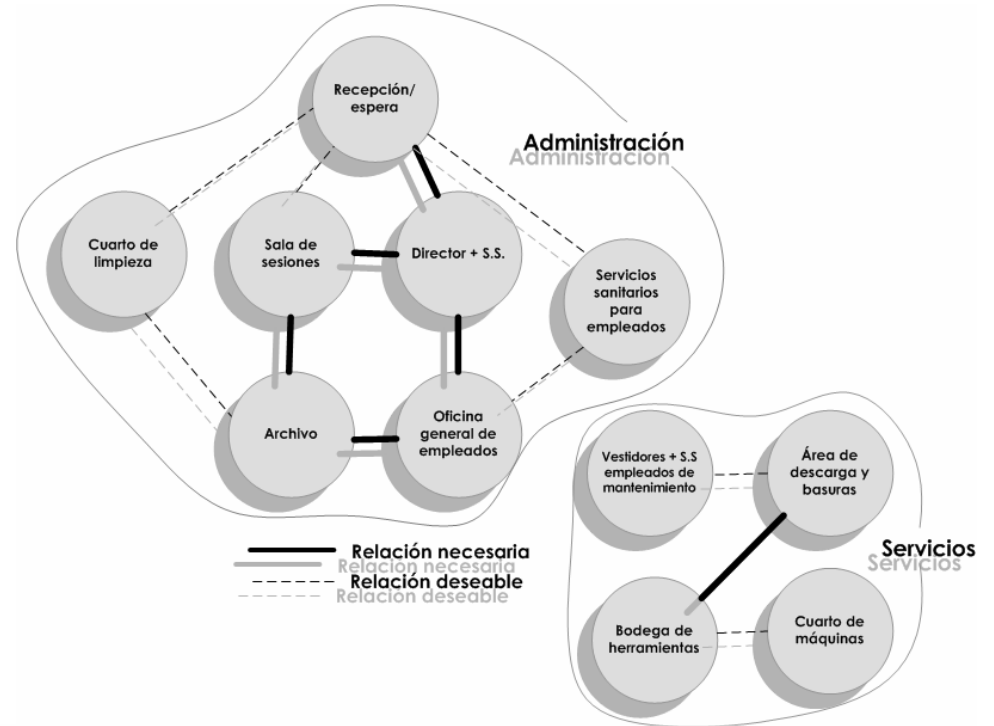 Recepción/
espera
Administración
Administración
Cuarto de
limpieza
Sala de
sesiones
Director + S.S.
Servicios
sanitarios
para
empleados
Archivo
Oficina
general de
empleados
Vestidores + S.S
empleados de
mantenimiento
Área de
descarga y
basuras
Relación necesaria
Relación necesaria
Relación deseable
Relación deseable
Servicios
Servicios
Bodega de
herramientas
Cuarto de
máquinas